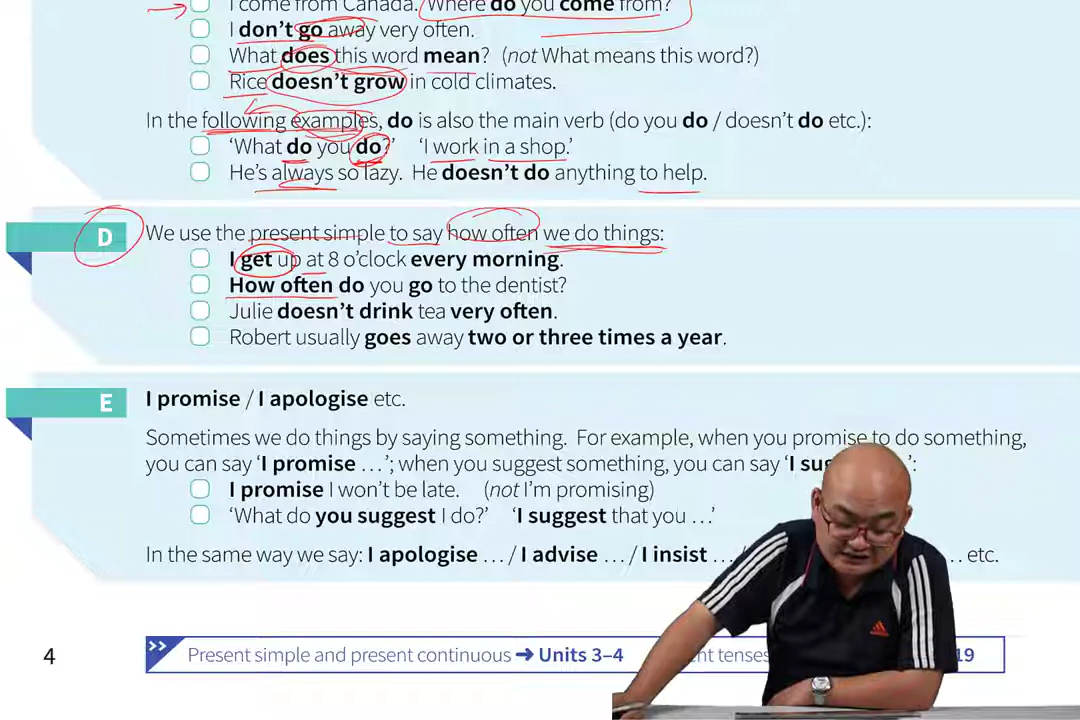 I come from Canada. Where do you come from?
I don't go away very often.
What does this word mean? (not What means this word?)
Rice doesn't grow in cold climates.
In the following examples, do is also the main verb (do you do / doesn't do etc.):
'What do you do?' 'I work in a shop.'
He's always so lazy. He doesn't do anything to help.
D
We use the present simple to say how often we do things:
I get up at 8 o'clock every morning.
How often do you go to the dentist?
Julie doesn't drink tea very often.
Robert usually goes away two or three times a year.
E
I promise / I apologise etc.
Sometimes we do things by saying something. For example, when you promise to do something,
you can say 'I promise …'; when you suggest something, you can say 'I ':
I promise I won't be late. (not I'm promising)
'What do you suggest I do?' 'I suggest that you …'
In the same way we say: I apologise … / I advise … / I insist … … etc.
4
Present simple and present continuous ➜ Units 3–4 tenses 19